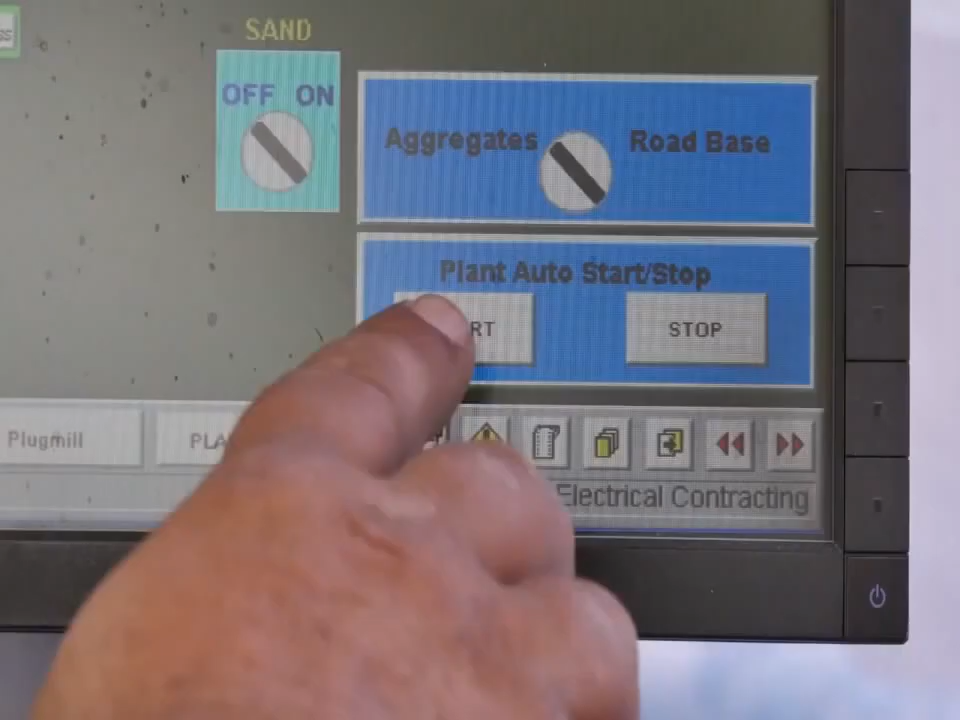 SAND
OFF ON
Aggregates Road Base
Plant Auto Start/Stop
RT STOP
Plugmill PLA
Electrical Contracting